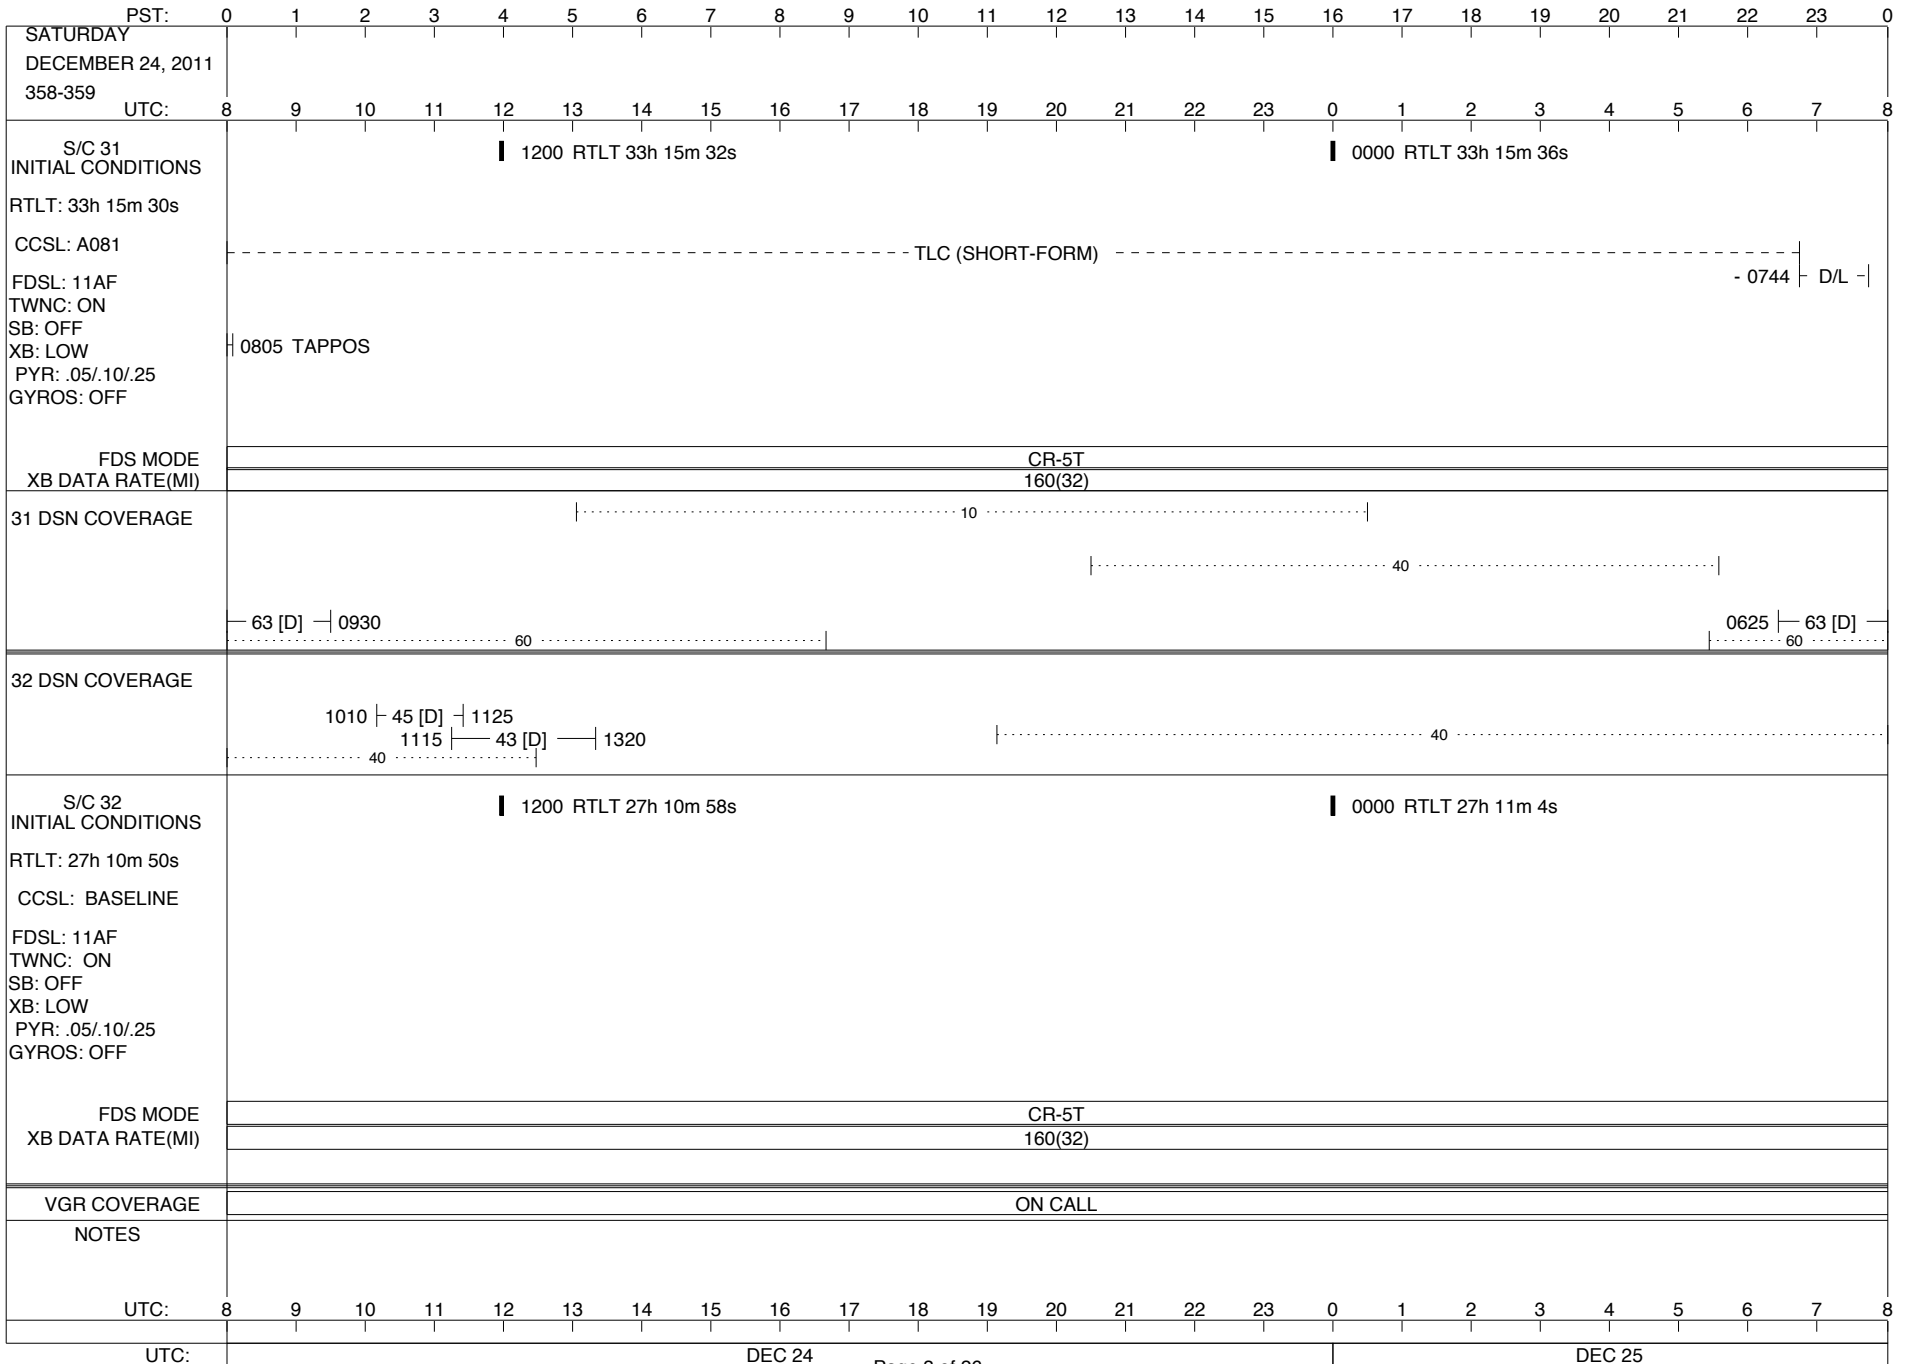 PST: 0 1 2 3 4 5 6 7 8 9 10 11 12 13 14 15 16 17 18 19 20 21 22 23 0
SATURDAY
DECEMBER 24, 2011
358-359
UTC: 8 9 10 11 12 13 14 15 16 17 18 19 20 21 22 23 0 1 2 3 4 5 6 7 8
S/C 31
INITIAL CONDITIONS
1200 RTLT 33h 15m 32s
0000 RTLT 33h 15m 36s
RTLT: 33h 15m 30s
CCSL: A081
TLC (SHORT-FORM)
- 0744 D/L
FDSL: 11AF
TWNC: ON
SB: OFF
XB: LOW
0805 TAPPOS
PYR: .05/.10/.25
GYROS: OFF
FDS MODE CR-5T
XB DATA RATE(MI) 160(32)
31 DSN COVERAGE
10
40
63 [D] 0930
0625 63 [D]
60
60
32 DSN COVERAGE
1010 45 [D] 1125
1115 43 [D] 1320
40
40
S/C 32
INITIAL CONDITIONS
1200 RTLT 27h 10m 58s
0000 RTLT 27h 11m 4s
RTLT: 27h 10m 50s
CCSL: BASELINE
FDSL: 11AF
TWNC: ON
SB: OFF
XB: LOW
PYR: .05/.10/.25
GYROS: OFF
FDS MODE CR-5T
XB DATA RATE(MI) 160(32)
VGR COVERAGE ON CALL
NOTES
UTC: 8 9 10 11 12 13 14 15 16 17 18 19 20 21 22 23 0 1 2 3 4 5 6 7 8
UTC: DEC 24 DEC 25
Page of